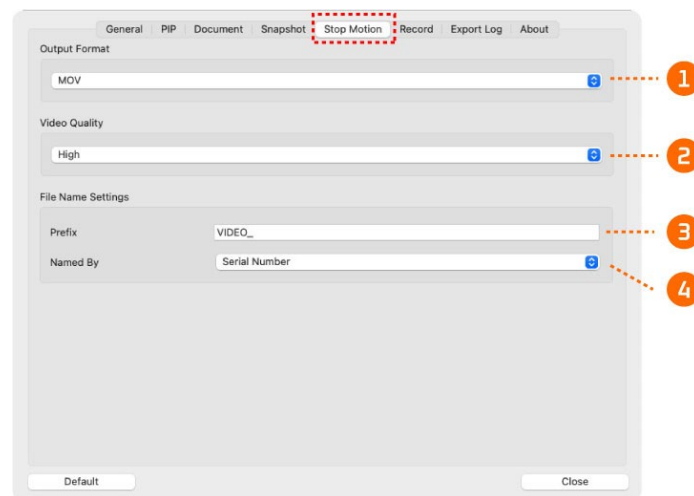 General PIP Document Snapshot Stop Motion Record Export Log About
Output Format
MOV
1
Video Quality
High
2
File Name Settings
Prefix VIDEO_
3
Named By Serial Number
4
Default Close